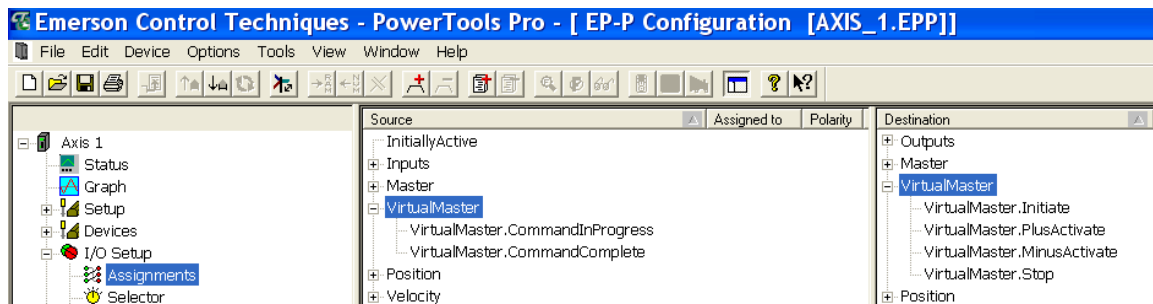 Emerson Control Techniques - PowerTools Pro - [ EP-P Configuration [AXIS_1.EPP]]
File Edit Device Options Tools View Window Help
Source Assigned to Polarity Destination
Axis 1
Status
Graph
Setup
Devices
I/O Setup
Assignments
Selector
InitiallyActive
Inputs
Master
VirtualMaster
VirtualMaster.CommandInProgress
VirtualMaster.CommandComplete
Position
Velocity
Outputs
Master
VirtualMaster
VirtualMaster.Initiate
VirtualMaster.PlusActivate
VirtualMaster.MinusActivate
VirtualMaster.Stop
Position